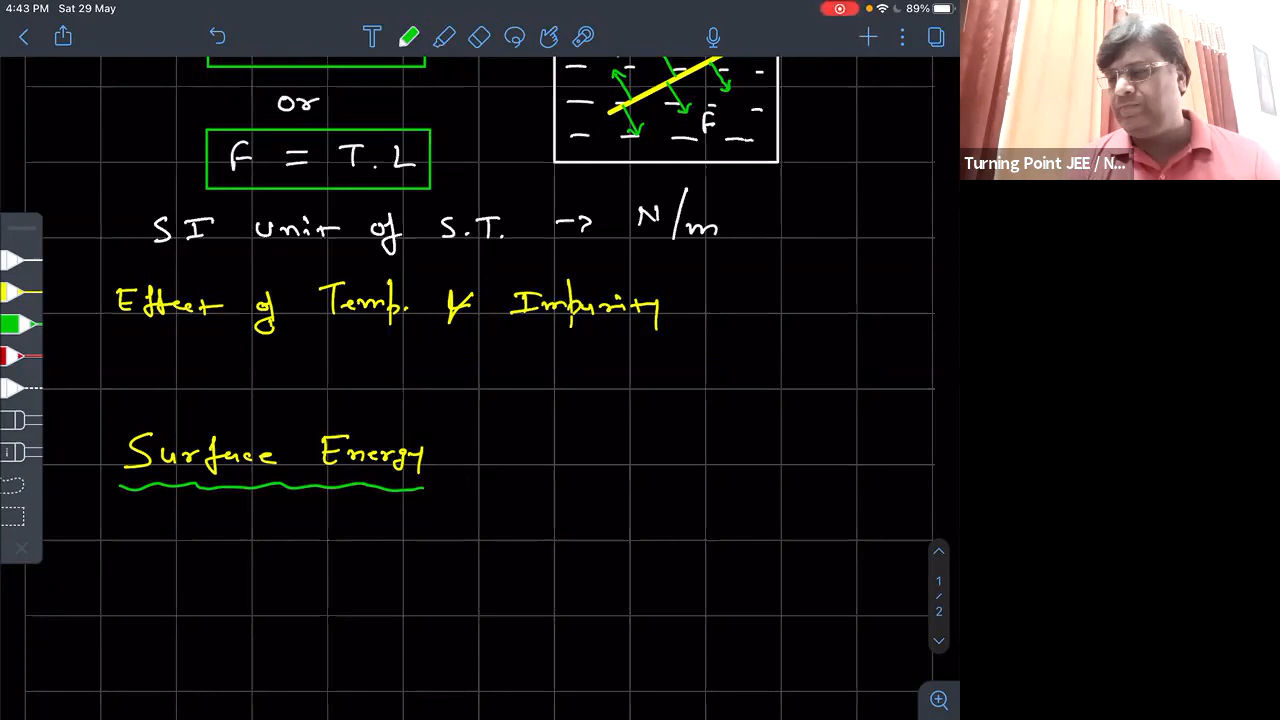 4:43 PM Sat 29 May
89%
or
F = T.L
F
SI unit of S.T. → N/m
Effect of Temp. & Impurity
Surface Energy
1
/
2
Turning Point JEE / N...